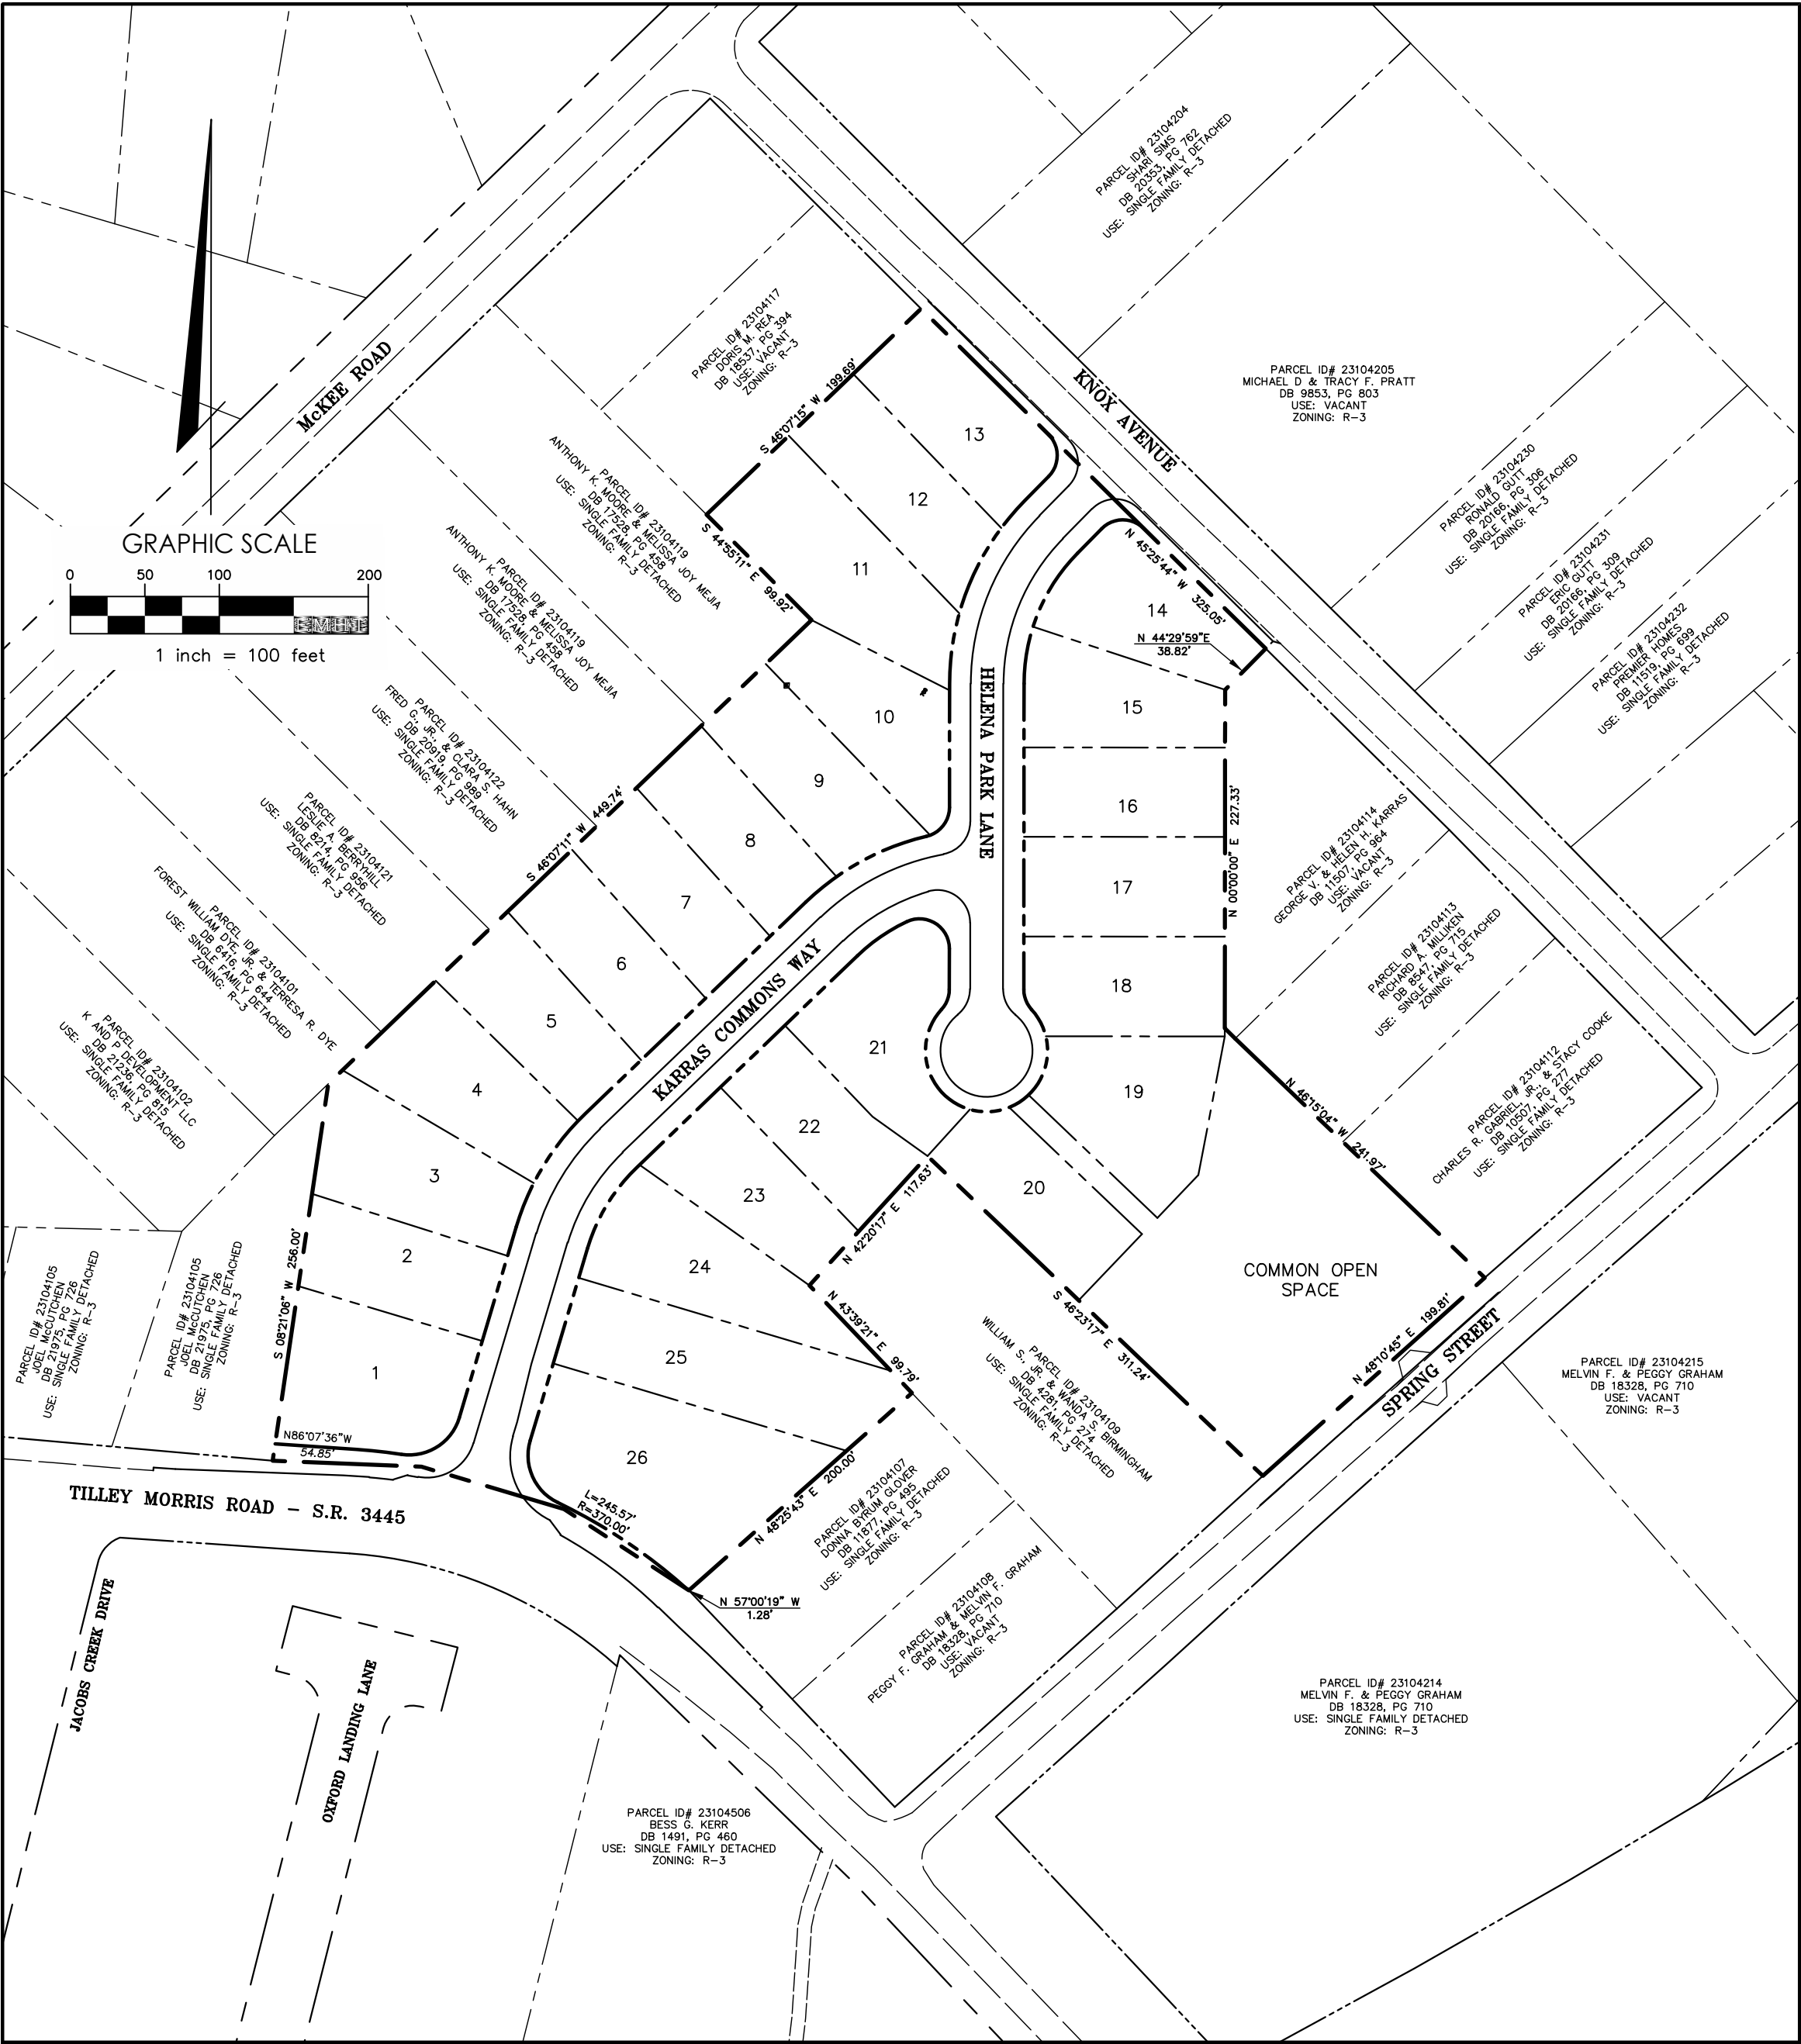 PARCEL ID# 23104204
SHARI SIMS
DB 20353, PG 762
USE: SINGLE FAMILY DETACHED
ZONING: R-3
PARCEL ID# 23104117
DORIS M. REA
DB 18537, PG 394
USE: VACANT
ZONING: R-3
McKEE ROAD
KNOX AVENUE
PARCEL ID# 23104205
MICHAEL D & TRACY F. PRATT
DB 9853, PG 803
USE: VACANT
ZONING: R-3
S 46°07'15" W 199.69'
13
12
11
PARCEL ID# 23104119
ANTHONY K. MOORE & MELISSA JOY MEJIA
DB 17528, PG 458
USE: SINGLE FAMILY DETACHED
ZONING: R-3
S 44°55'11" E 99.92'
PARCEL ID# 23104230
RONALD GUTT
DB 20166, PG 306
USE: SINGLE FAMILY DETACHED
ZONING: R-3
PARCEL ID# 23104231
ERIC GUTT
DB 20166, PG 309
USE: SINGLE FAMILY DETACHED
ZONING: R-3
PARCEL ID# 23104232
PREMIER HOMES
DB 11519, PG 699
USE: SINGLE FAMILY DETACHED
ZONING: R-3
GRAPHIC SCALE
0 50 100 200
1 inch = 100 feet
PARCEL ID# 23104119
ANTHONY K. MOORE & MELISSA JOY MEJIA
DB 17528, PG 458
USE: SINGLE FAMILY DETACHED
ZONING: R-3
N 45°25'44" W 325.05'
14
N 44°29'59"E
38.82'
HELENA PARK LANE
15
16
17
18
N 00°00'00" E 227.33'
10
9
8
7
6
5
4
3
2
1
PARCEL ID# 23104122
FRED G., JR., & CLARA S. HAHN
DB 20919, PG 989
USE: SINGLE FAMILY DETACHED
ZONING: R-3
S 46°07'11" W 449.74'
PARCEL ID# 23104121
LESLIE A. BERRYHILL
DB 8214, PG 956
USE: SINGLE FAMILY DETACHED
ZONING: R-3
PARCEL ID# 23104101
FOREST WILLIAM DYE, JR. & TERRESA R. DYE
DB 6416, PG 644
USE: SINGLE FAMILY DETACHED
ZONING: R-3
PARCEL ID# 23104102
K AND P DEVELOPMENT LLC
DB 21236, PG 815
USE: SINGLE FAMILY DETACHED
ZONING: R-3
PARCEL ID# 23104114
GEORGE V. & HELEN H. KARRAS
DB 11507, PG 964
USE: VACANT
ZONING: R-3
PARCEL ID# 23104113
RICHARD A. MILLIKEN
DB 8547, PG 715
USE: SINGLE FAMILY DETACHED
ZONING: R-3
PARCEL ID# 23104112
CHARLES R. GABRIEL, JR., & STACY COOKE
DB 10507, PG 277
USE: SINGLE FAMILY DETACHED
ZONING: R-3
KARRAS COMMONS WAY
21
22
23
24
25
26
19
20
N 46°15'04" W 241.97'
N 42°20'17" E 117.63'
COMMON OPEN
SPACE
S 46°23'17" E 311.24'
N 43°39'21" E 99.79'
N 48°10'45" E 199.81'
SPRING STREET
PARCEL ID# 23104105
JOEL McCUTCHEN
DB 21975, PG 726
USE: SINGLE FAMILY DETACHED
ZONING: R-3
PARCEL ID# 23104105
JOEL McCUTCHEN
DB 21975, PG 726
USE: SINGLE FAMILY DETACHED
ZONING: R-3
S 08°21'06" W 256.00'
N86°07'36"W
54.85'
TILLEY MORRIS ROAD - S.R. 3445
L=245.57'
R=370.00'
N 48°25'43" E 200.00'
N 57°00'19" W
1.28'
PARCEL ID# 23104109
WILLIAM S., JR. & WANDA S. BIRMINGHAM
DB 4281, PG 274
USE: SINGLE FAMILY DETACHED
ZONING: R-3
PARCEL ID# 23104107
DONNA BYRUM GLOVER
DB 11877, PG 495
USE: SINGLE FAMILY DETACHED
ZONING: R-3
PARCEL ID# 23104108
PEGGY F. GRAHAM & MELVIN F. GRAHAM
DB 18328, PG 710
USE: VACANT
ZONING: R-3
PARCEL ID# 23104215
MELVIN F. & PEGGY GRAHAM
DB 18328, PG 710
USE: VACANT
ZONING: R-3
PARCEL ID# 23104214
MELVIN F. & PEGGY GRAHAM
DB 18328, PG 710
USE: SINGLE FAMILY DETACHED
ZONING: R-3
JACOBS CREEK DRIVE
OXFORD LANDING LANE
PARCEL ID# 23104506
BESS G. KERR
DB 1491, PG 460
USE: SINGLE FAMILY DETACHED
ZONING: R-3